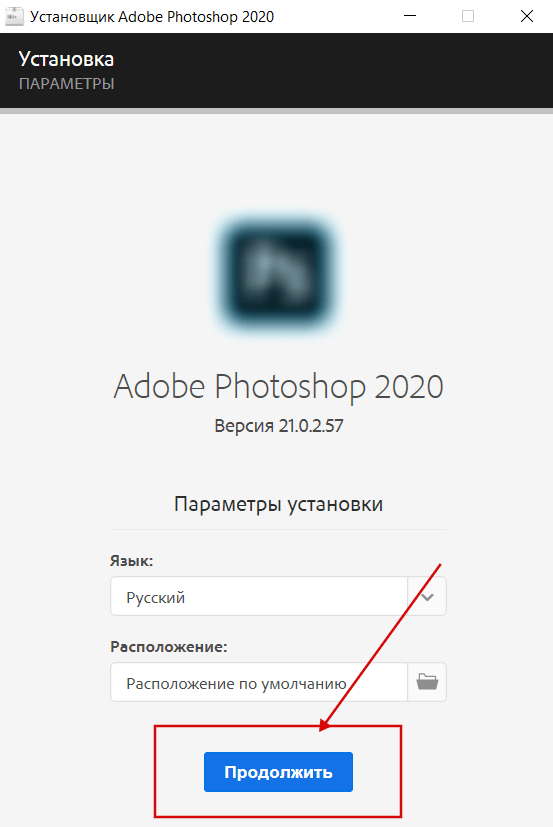 Установщик Adobe Photoshop 2020
Установка
ПАРАМЕТРЫ
Adobe Photoshop 2020
Версия 21.0.2.57
Параметры установки
Язык:
Русский
Расположение:
Расположение по умолчанию
Продолжить